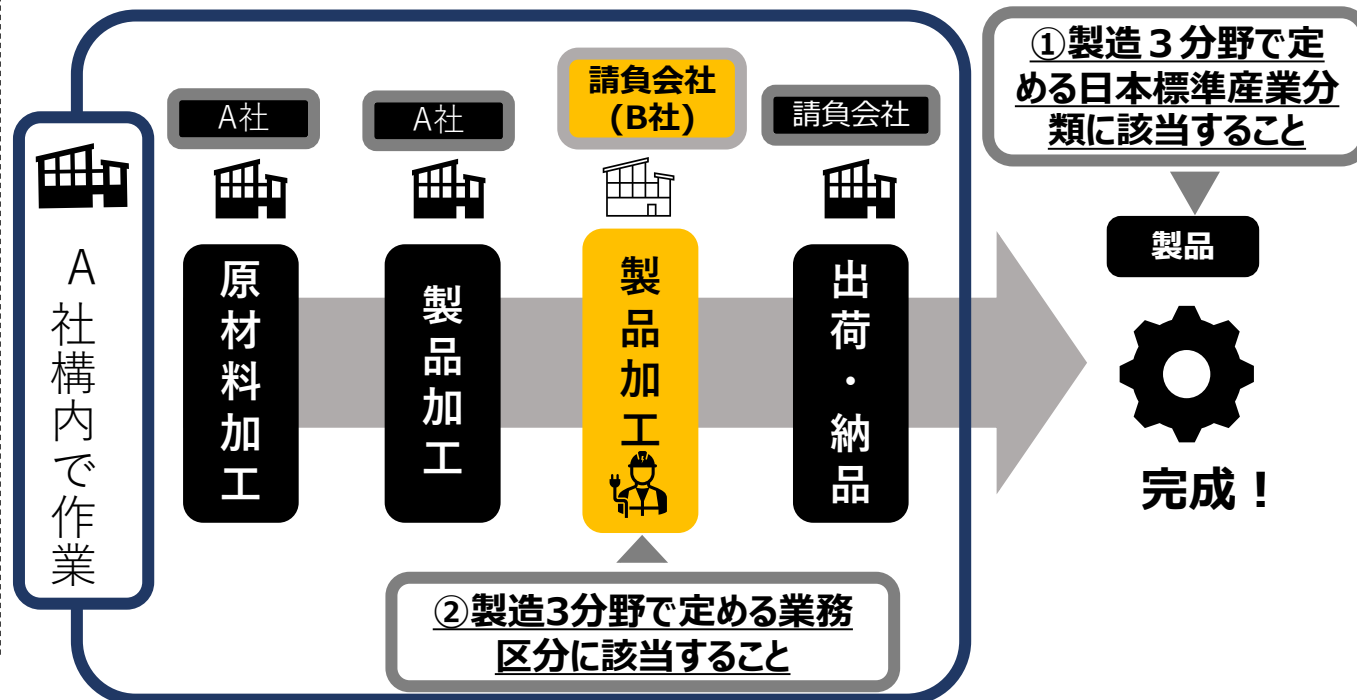 A社構内で作業
A社
A社
請負会社
(B社)
請負会社
原材料加工
製品加工
製品加工
出荷・納品
①製造３分野で定
める日本標準産業分
類に該当すること
製品
完成！
②製造3分野で定める業務
区分に該当すること